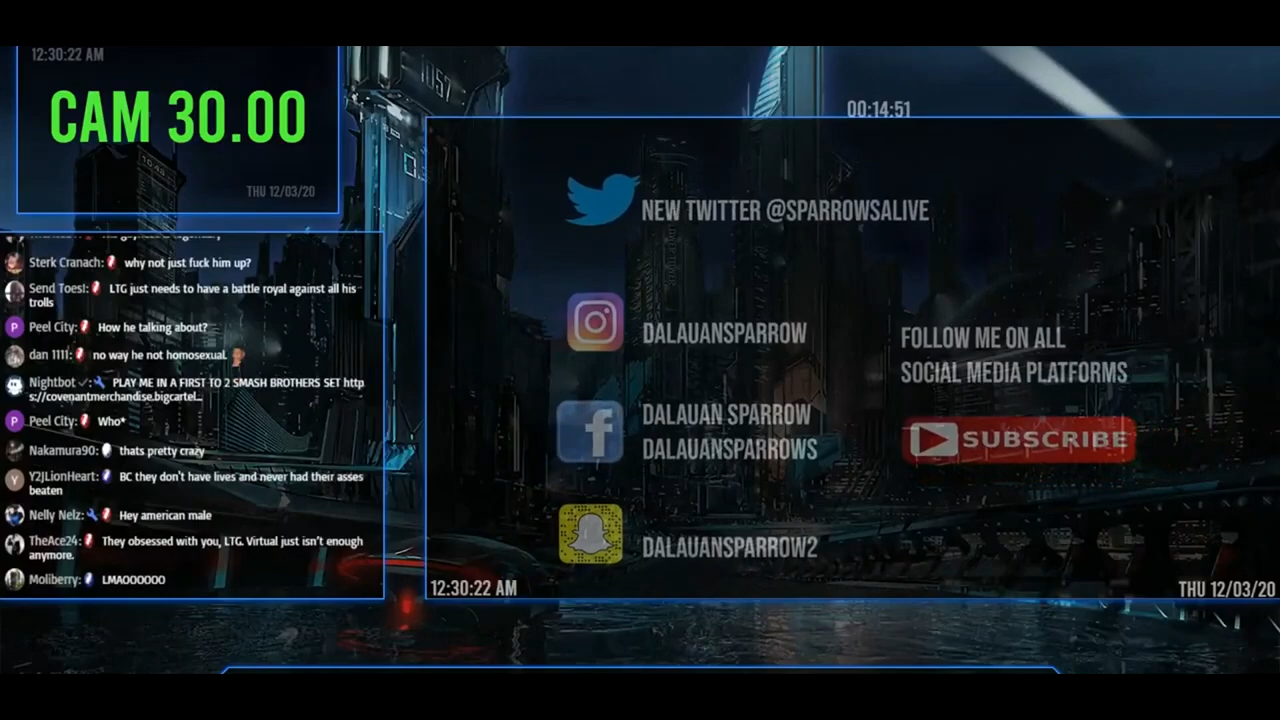 12:30:22 AM
CAM 30.00
THU 12/03/20
1057
00:14:51
NEW TWITTER @SPARROWSALIVE
DALAUANSPARROW
DALAUAN SPARROW
DALAUANSPARROWS
DALAUANSPARROW2
FOLLOW ME ON ALL
SOCIAL MEDIA PLATFORMS
SUBSCRIBE
12:30:22 AM
THU 12/03/20
Sterk Cranach: why not just fuck him up?
Send Toesl: LTG just needs to have a battle royal against all his
trolls
P Peel City: How he talking about?
dan 1111: no way he not homosexual.
Nightbot ✓: PLAY ME IN A FIRST TO 2 SMASH BROTHERS SET http
s://covenantmerchandise.bigcartel...
P Peel City: Who*
Nakamura90: thats pretty crazy
Y Y2JLionHeart: BC they don't have lives and never had their asses
beaten
Nelly Nelz: Hey american male
TheAce24: They obsessed with you, LTG. Virtual just isn't enough
anymore.
Moliberry: LMAOOOOOO